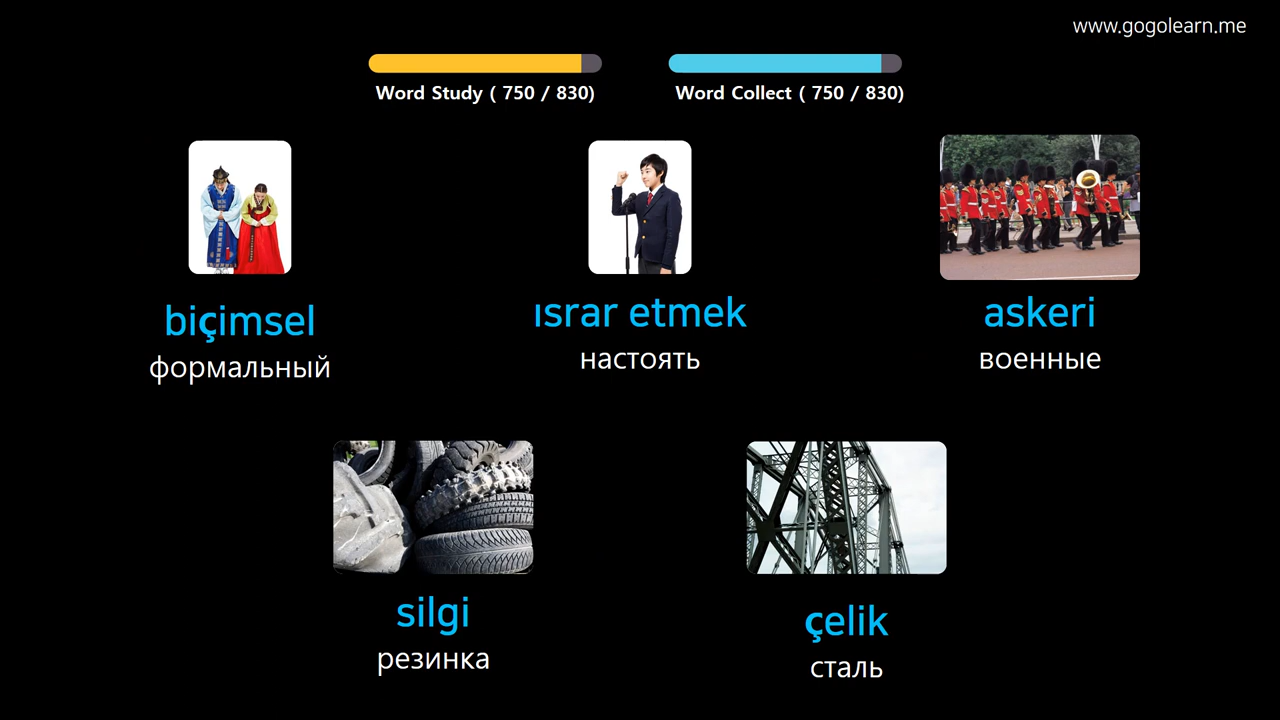 www.gogolearn.me
Word Study ( 750 / 830)
Word Collect ( 750 / 830)
biçimsel
формальный
ısrar etmek
настоять
askeri
военные
silgi
резинка
çelik
сталь